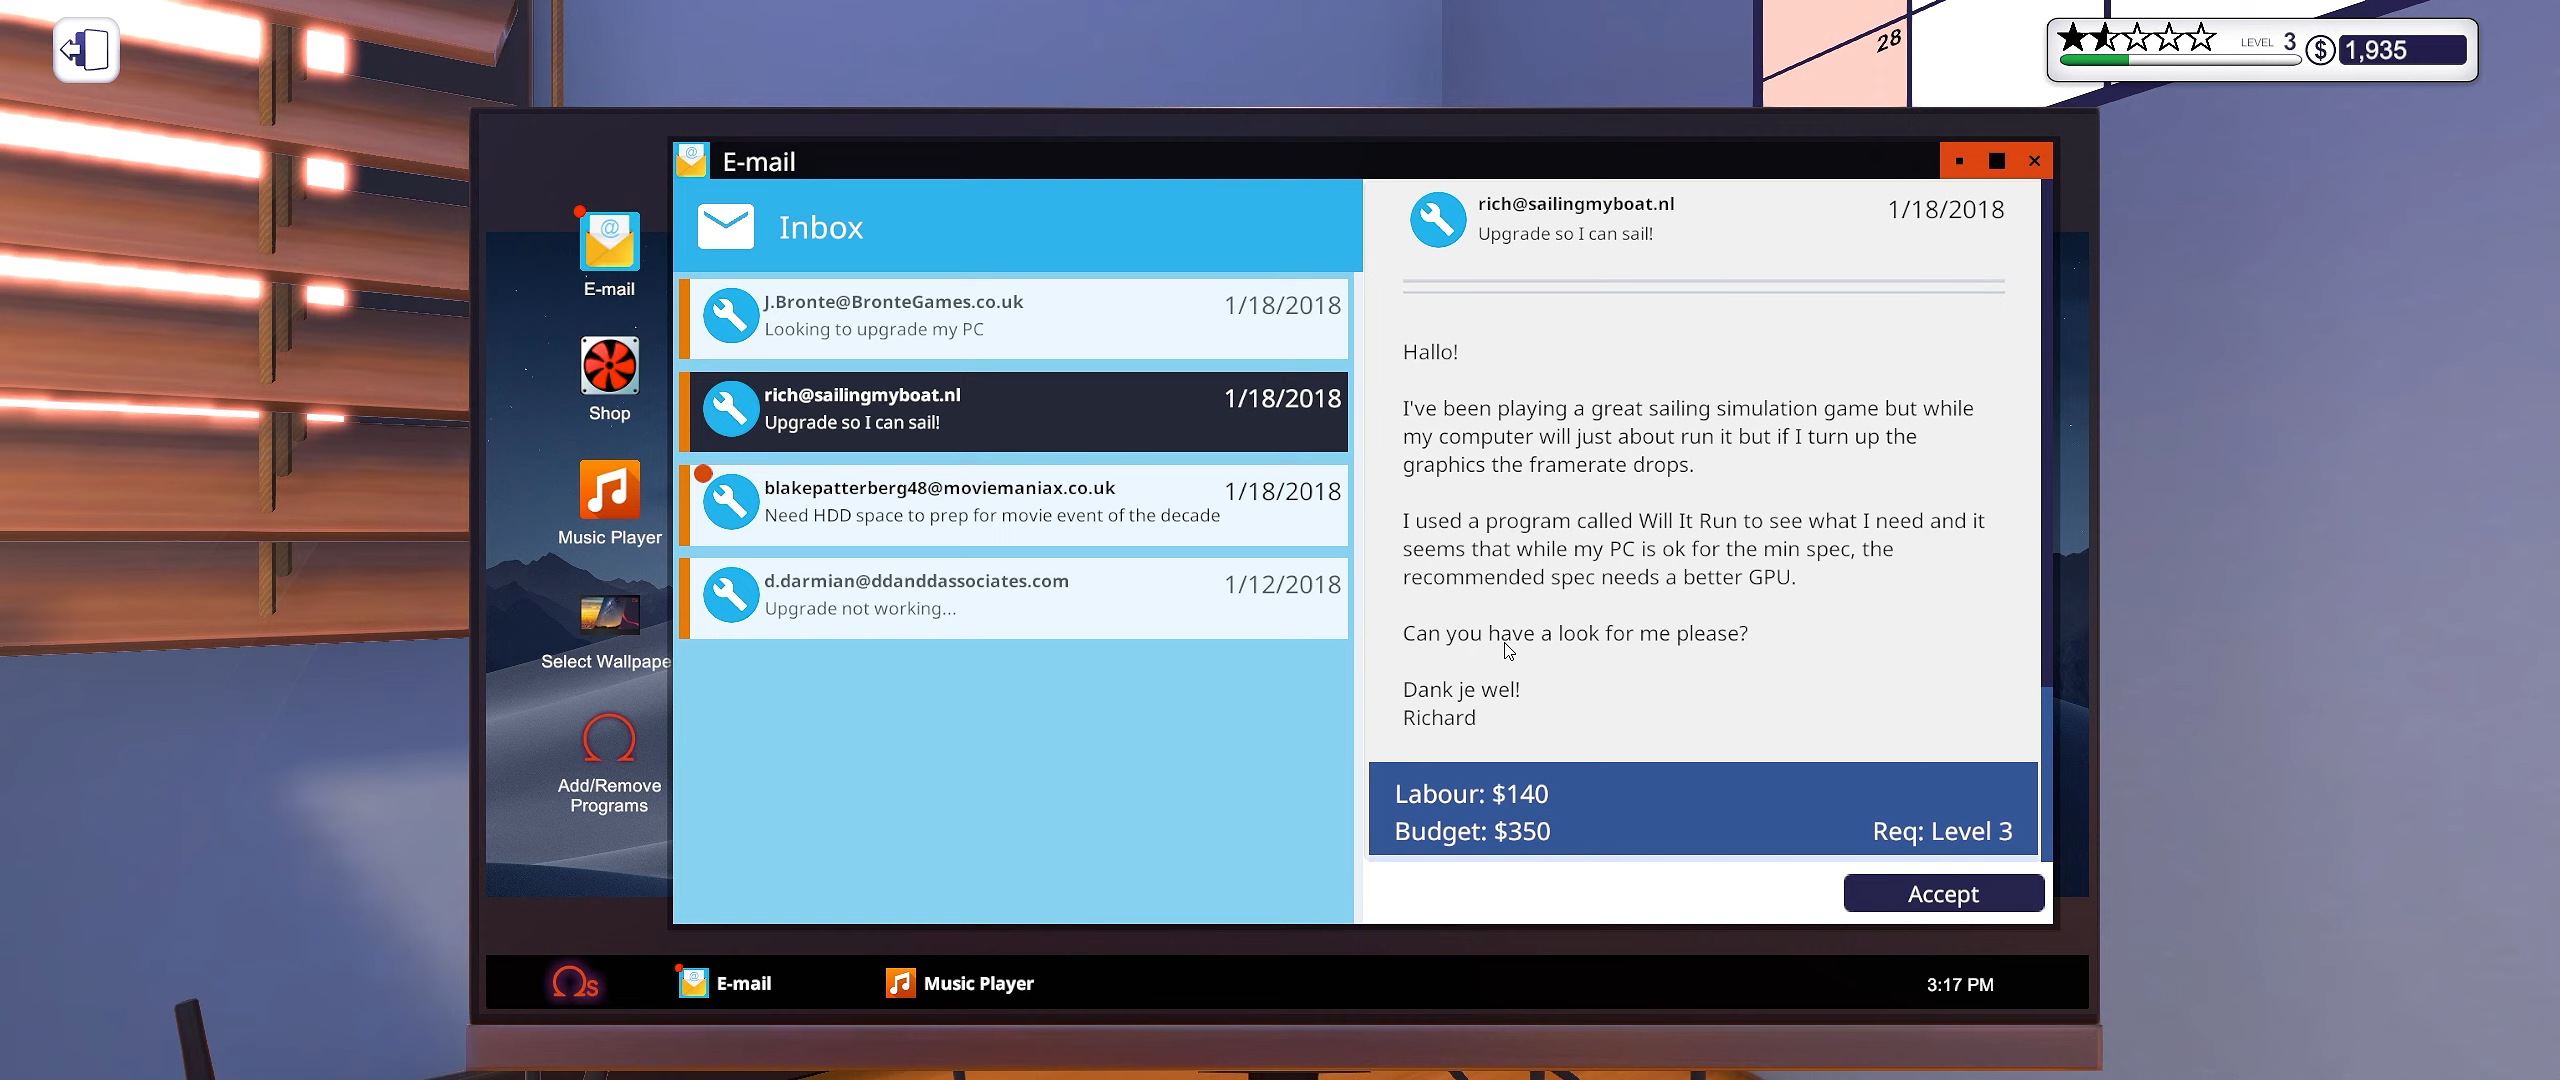 28
LEVEL 3
$ 1,935
E-mail
E-mail
Shop
Music Player
Select Wallpape
Add/Remove
Programs
Inbox
J.Bronte@BronteGames.co.uk
1/18/2018
Looking to upgrade my PC
rich@sailingmyboat.nl
1/18/2018
Upgrade so I can sail!
blakepatterberg48@moviemaniax.co.uk
1/18/2018
Need HDD space to prep for movie event of the decade
d.darmian@ddanddassociates.com
1/12/2018
Upgrade not working...
rich@sailingmyboat.nl
1/18/2018
Upgrade so I can sail!
Hallo!
I've been playing a great sailing simulation game but while
my computer will just about run it but if I turn up the
graphics the framerate drops.
I used a program called Will It Run to see what I need and it
seems that while my PC is ok for the min spec, the
recommended spec needs a better GPU.
Can you have a look for me please?
Dank je wel!
Richard
Labour: $140
Budget: $350
Req: Level 3
Accept
Ωs
E-mail
Music Player
3:17 PM